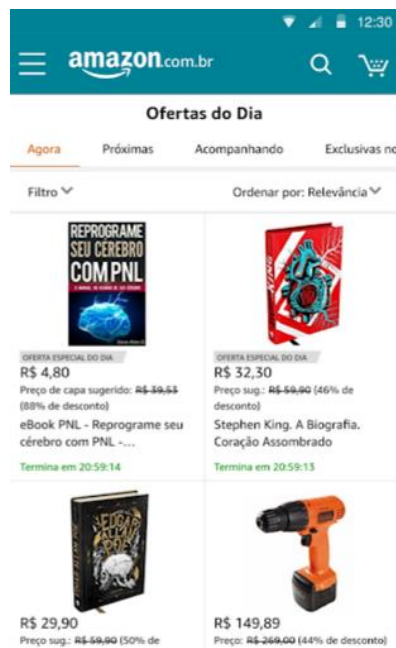 12:30
amazon.com.br
Ofertas do Dia
Agora Próximas Acompanhando Exclusivas no
Filtro Ordenar por: Relevância
REPROGRAME
SEU CÉREBRO
COM PNL
OFERTA ESPECIAL DO DIA
R$ 4,80
Preço de capa sugerido: R$ 39,53
(88% de desconto)
eBook PNL - Reprograme seu
cérebro com PNL -...
Termina em 20:59:14
KING
OFERTA ESPECIAL DO DIA
R$ 32,30
Preço sug.: R$ 59,90 (46% de
desconto)
Stephen King. A Biografia.
Coração Assombrado
Termina em 20:59:13
EDGAR
ALLAN
POE
R$ 29,90
Preço sug.: R$ 59,90 (50% de
R$ 149,89
Preço: R$ 269,00 (44% de desconto)